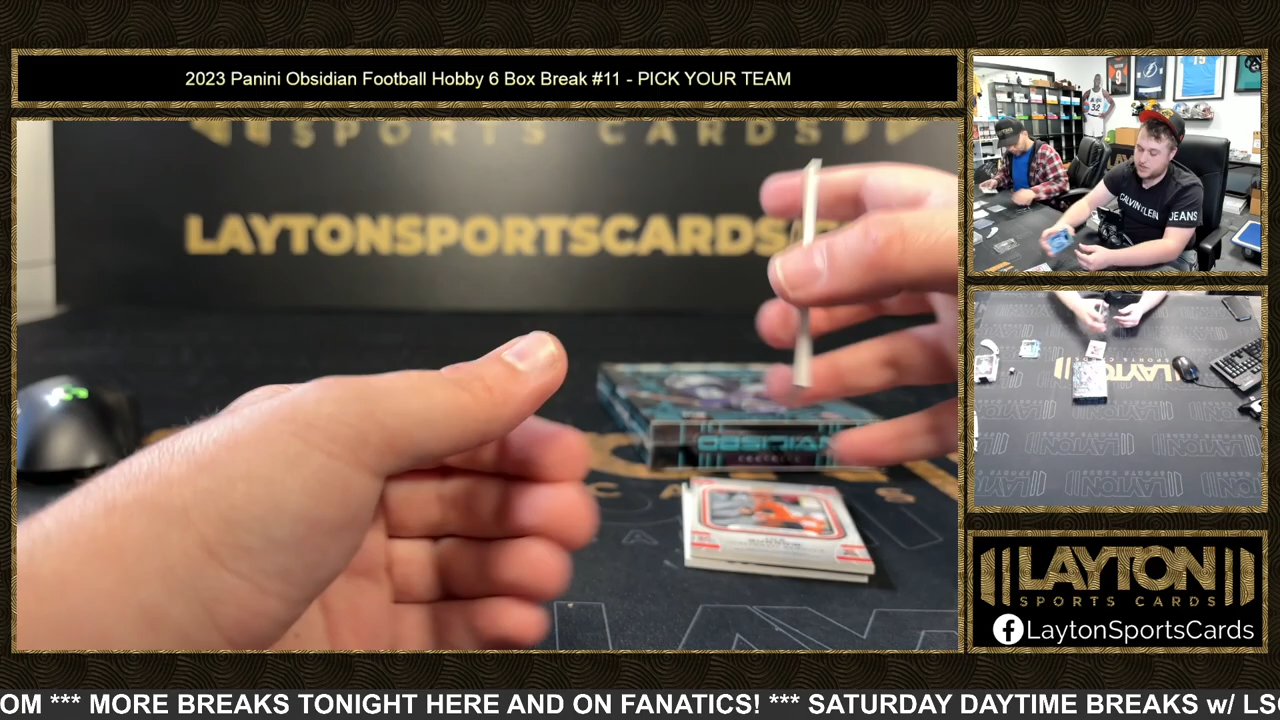 2023 Panini Obsidian Football Hobby 6 Box Break #11 - PICK YOUR TEAM
SPORTS CARDS
LAYTONSPORTSCARDS
OBSIDIAN
CALVIN KLEIN JEANS
LAYTON
SPORTS CARDS
LaytonSportsCards
OM *** MORE BREAKS TONIGHT HERE AND ON FANATICS! *** SATURDAY DAYTIME BREAKS w/ LS